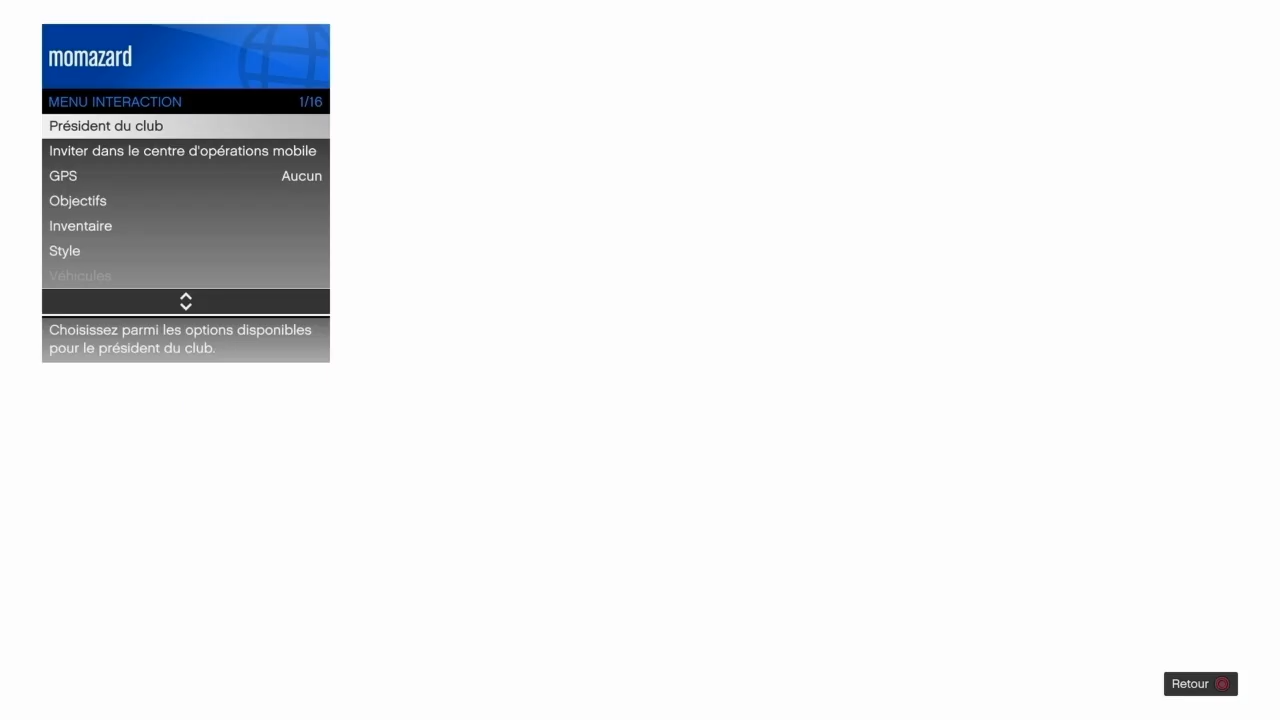 momazard
MENU INTERACTION 1/16
Président du club
Inviter dans le centre d'opérations mobile
GPS Aucun
Objectifs
Inventaire
Style
Véhicules
Choisissez parmi les options disponibles
pour le président du club.
Retour